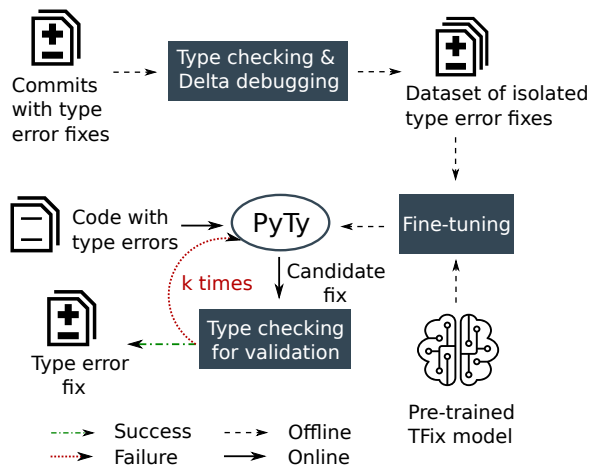 Commits
with type
error fixes
Type checking &
Delta debugging
Dataset of isolated
type error fixes
Code with
type errors
PyTy
Fine-tuning
k times
Candidate
fix
Type checking
for validation
Type error
fix
Pre-trained
TFix model
Success
Offline
Failure
Online